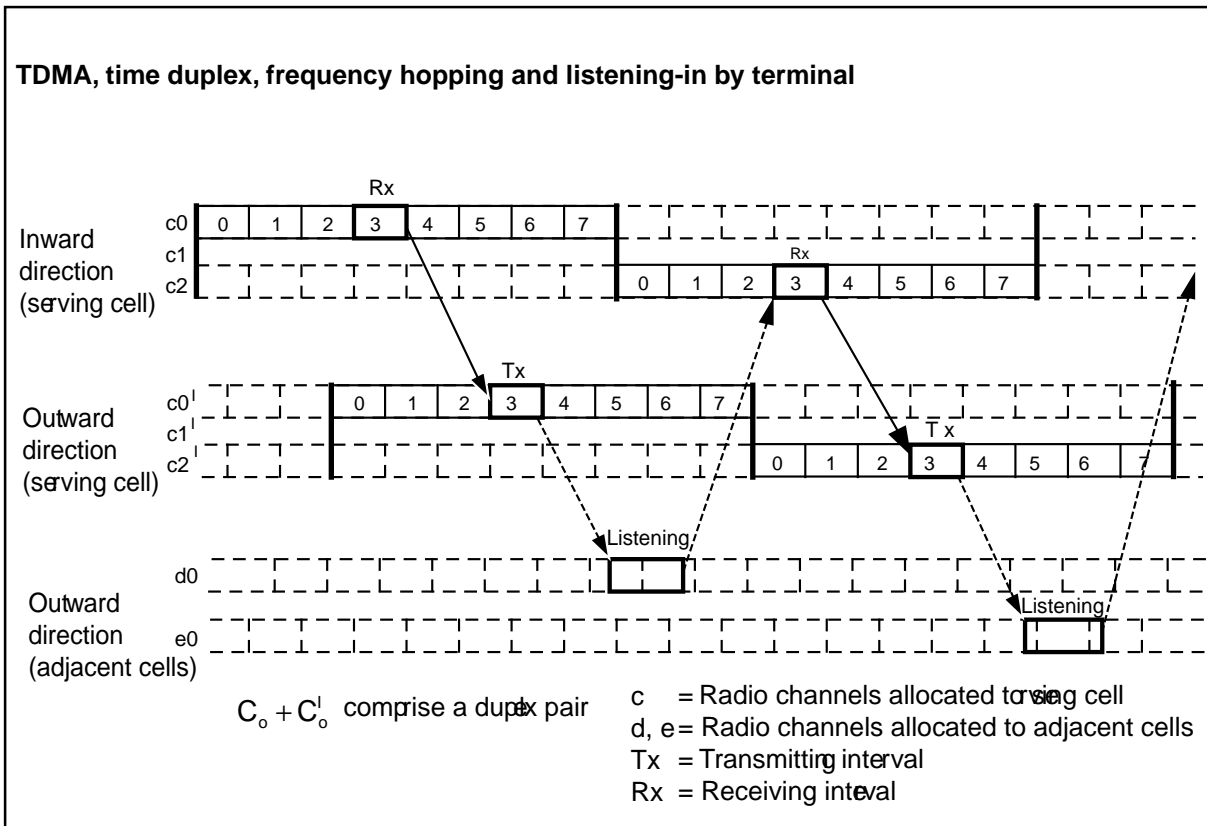 TDMA, time duplex, frequency hopping and listening-in by terminal
Rx
c0 0 1 2 3 4 5 6 7
Inward
direction
(serving cell)
c1
Rx
c2 0 1 2 3 4 5 6 7
Tx
c0ˡ 0 1 2 3 4 5 6 7
Outward
direction
(serving cell)
c1ˡ
Tx
c2ˡ 0 1 2 3 4 5 6 7
Listening
d0
Outward
direction
(adjacent cells)
Listening
e0
Cₒ + Cₒˡ comprise a duplex pair
c = Radio channels allocated to serving cell
d, e = Radio channels allocated to adjacent cells
Tx = Transmitting interval
Rx = Receiving interval